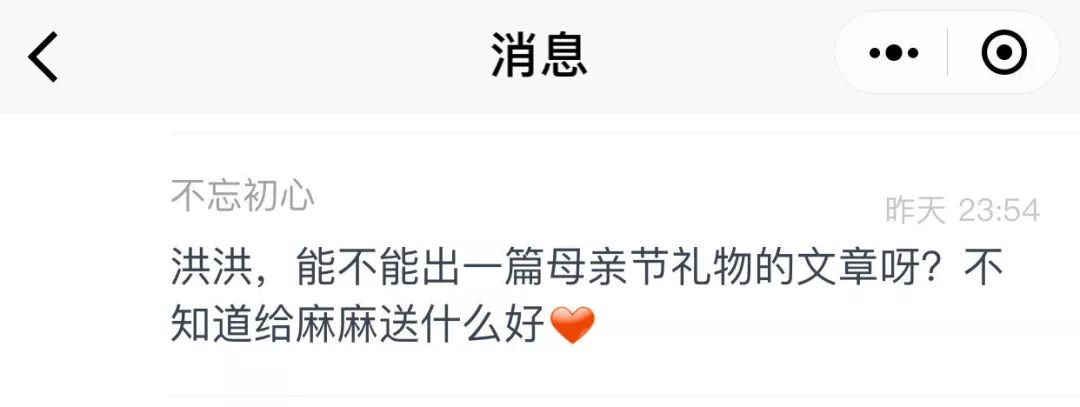 消息
不忘初心
昨天 23:54
洪洪，能不能出一篇母亲节礼物的文章呀？不
知道给麻麻送什么好❤️